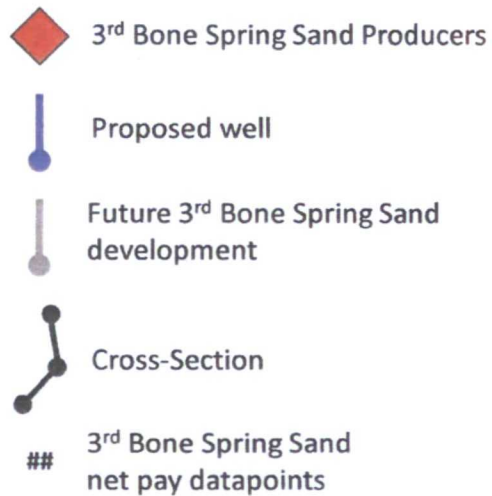 3rd Bone Spring Sand Producers
Proposed well
Future 3rd Bone Spring Sand
development
Cross-Section
## 3rd Bone Spring Sand
net pay datapoints